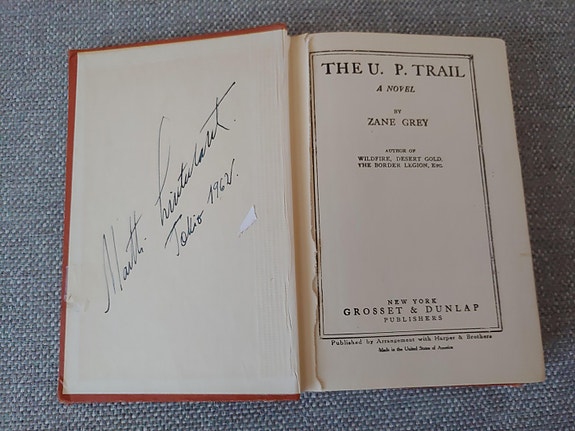 Martti
Tokio 1962.
THE U. P. TRAIL
A NOVEL
BY
ZANE GREY
AUTHOR OF
WILDFIRE, DESERT GOLD,
THE BORDER LEGION, ETC.
NEW YORK
GROSSET & DUNLAP
PUBLISHERS
Published by Arrangement with Harper & Brothers
Made in the United States of America